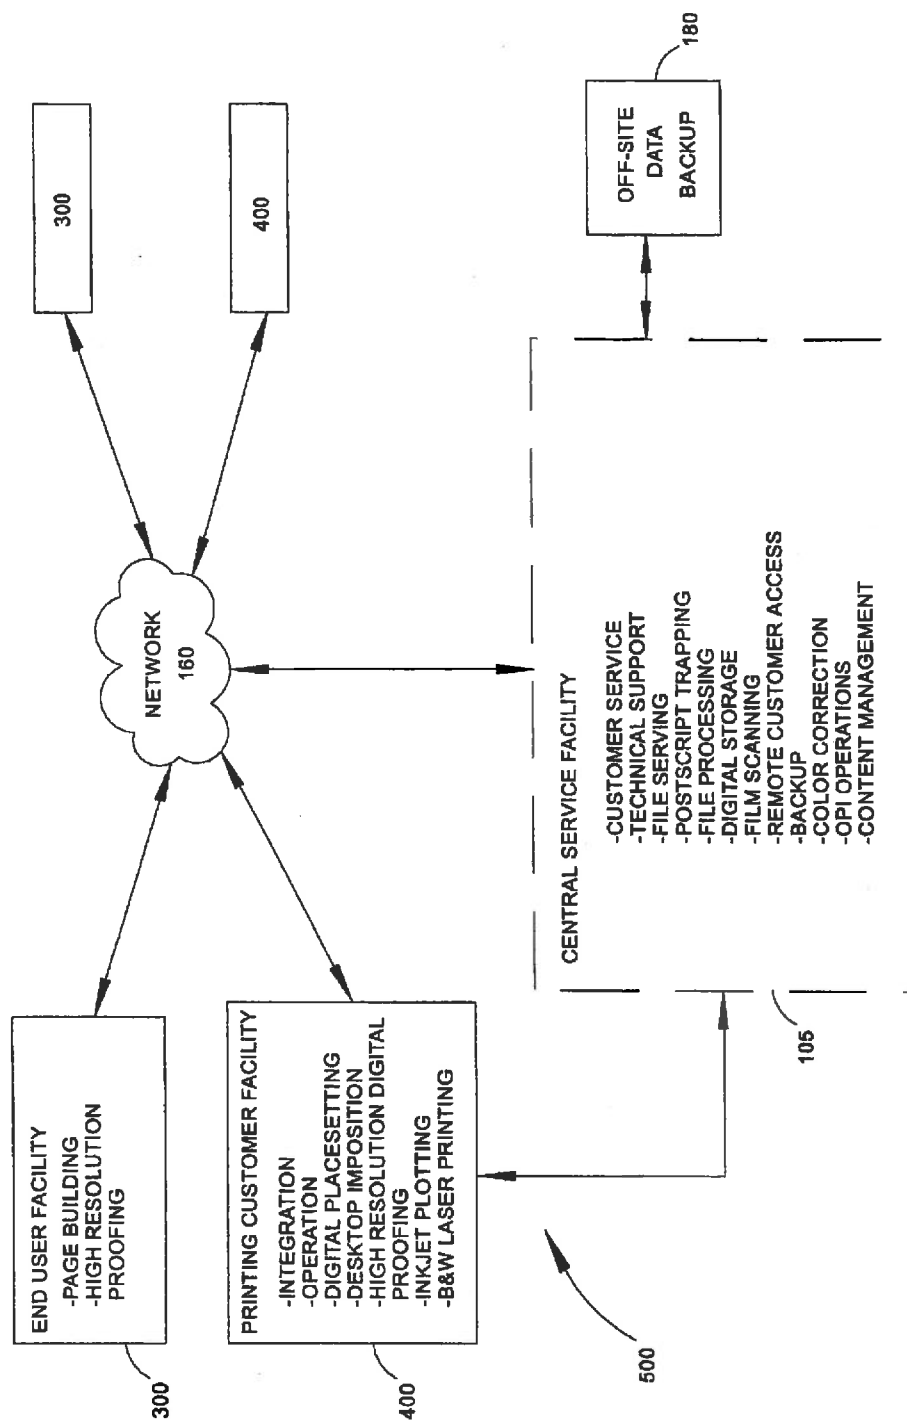 END USER FACILITY
-PAGE BUILDING
-HIGH RESOLUTION
PROOFING
300
PRINTING CUSTOMER FACILITY
-INTEGRATION
-OPERATION
-DIGITAL PLACESETTING
-DESKTOP IMPOSITION
-HIGH RESOLUTION DIGITAL
PROOFING
-INKJET PLOTTING
-B&W LASER PRINTING
400
500
NETWORK
160
300
400
CENTRAL SERVICE FACILITY
-CUSTOMER SERVICE
-TECHNICAL SUPPORT
-FILE SERVING
-POSTSCRIPT TRAPPING
-FILE PROCESSING
-DIGITAL STORAGE
-FILM SCANNING
-REMOTE CUSTOMER ACCESS
-BACKUP
-COLOR CORRECTION
-OPI OPERATIONS
-CONTENT MANAGEMENT
105
OFF-SITE
DATA
BACKUP
180